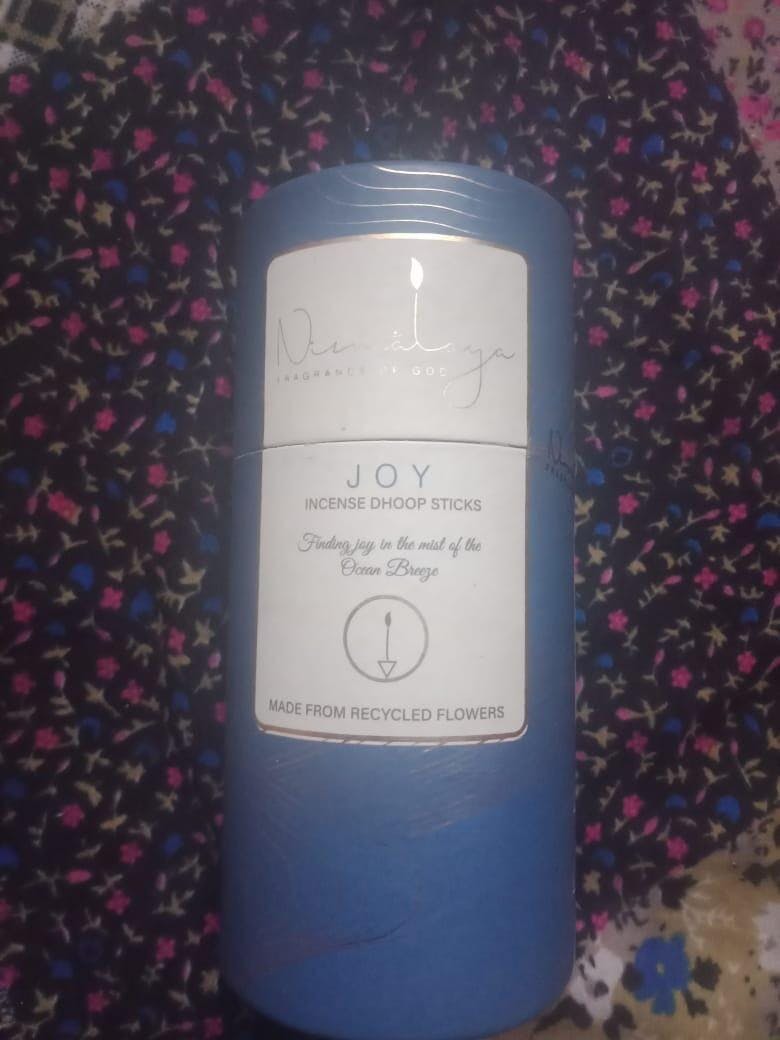 Nirmalaya
FRAGRANCE OF GOD
JOY
INCENSE DHOOP STICKS
Finding joy in the mist of the
Ocean Breeze
MADE FROM RECYCLED FLOWERS